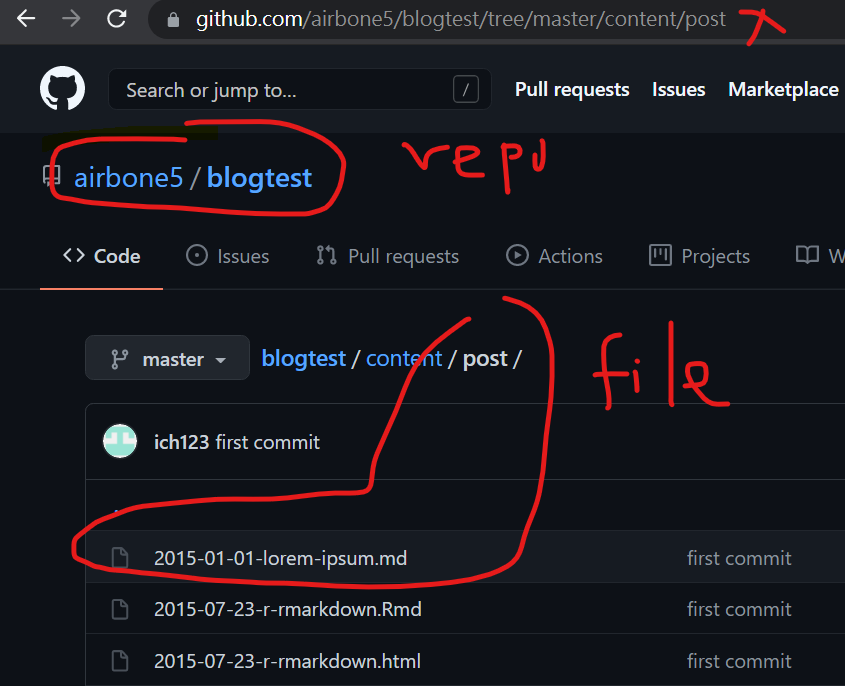 github.com/airbone5/blogtest/tree/master/content/post
Search or jump to... / Pull requests Issues Marketplace
airbone5 / blogtest
repo
Code Issues Pull requests Actions Projects W
master blogtest / content / post /
file
ich123 first commit
2015-01-01-lorem-ipsum.md first commit
2015-07-23-r-rmarkdown.Rmd first commit
2015-07-23-r-rmarkdown.html first commit